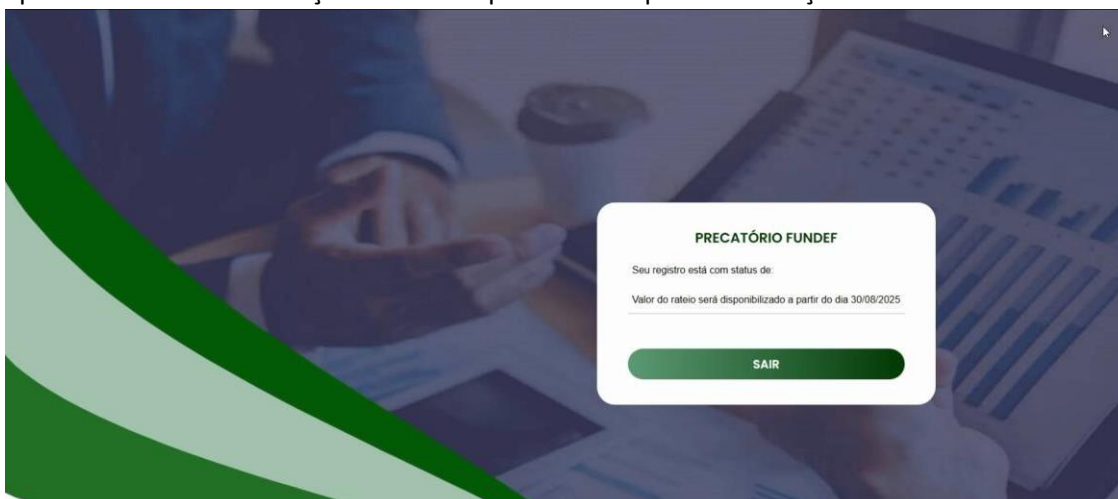 PRECATÓRIO FUNDEF
Seu registro está com status de:
Valor do rateio será disponibilizado a partir do dia 30/08/2025
SAIR